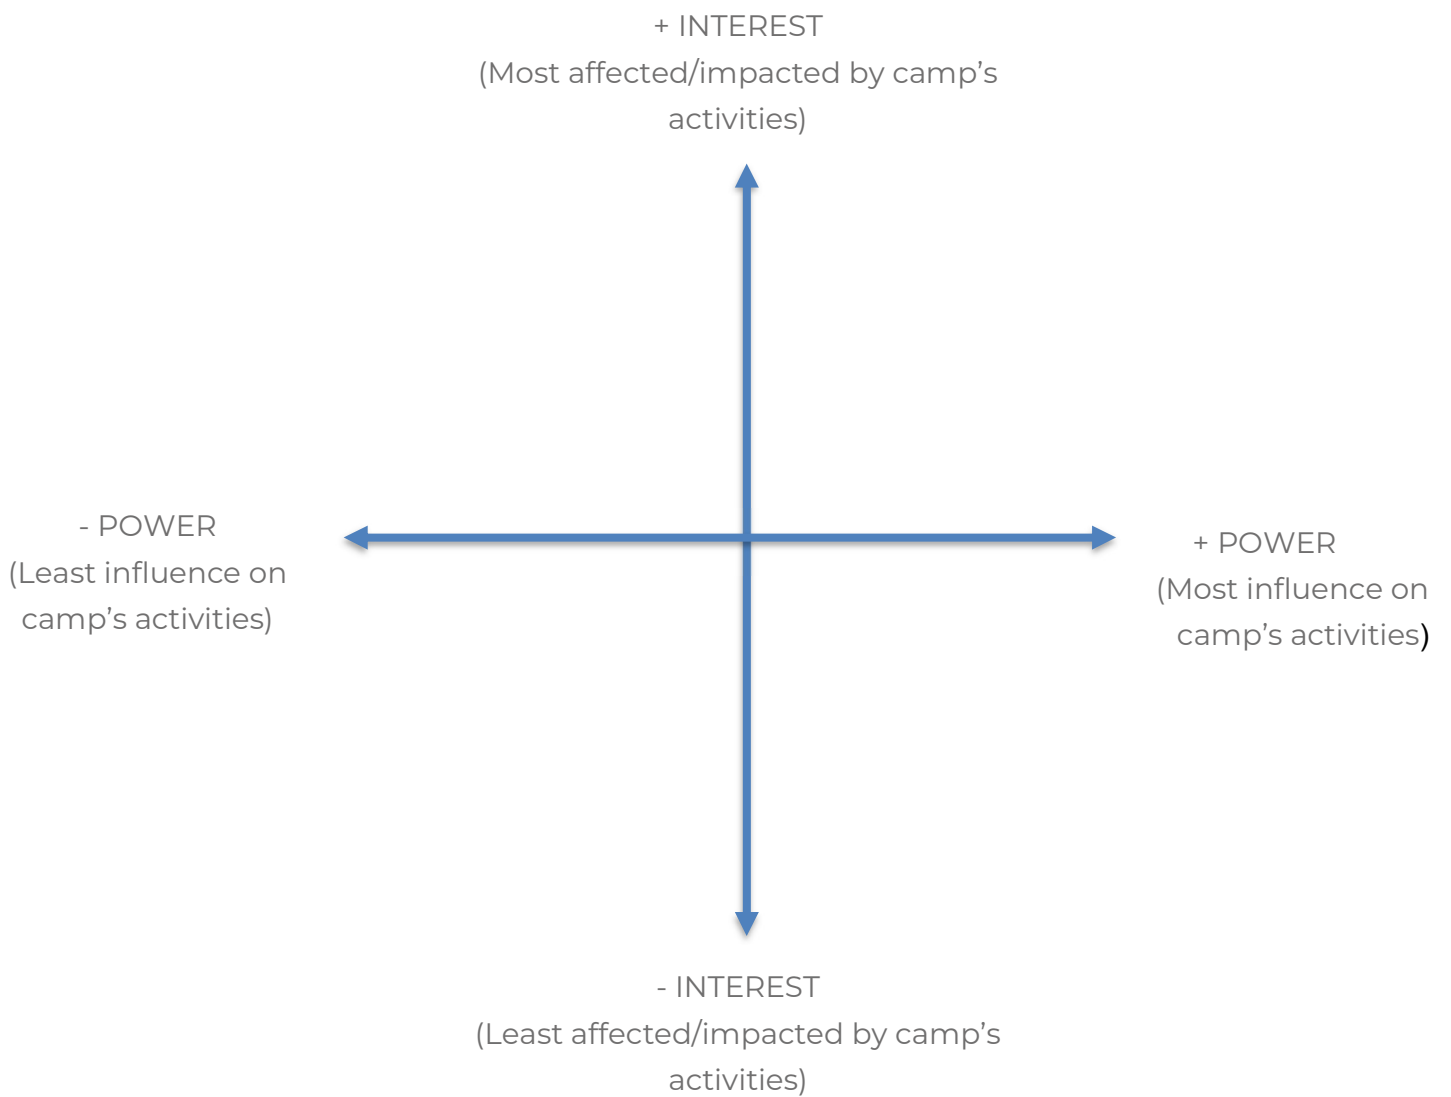 + INTEREST
(Most affected/impacted by camp’s
activities)
- POWER
(Least influence on
camp’s activities)
+ POWER
(Most influence on
camp’s activities)
- INTEREST
(Least affected/impacted by camp’s
activities)